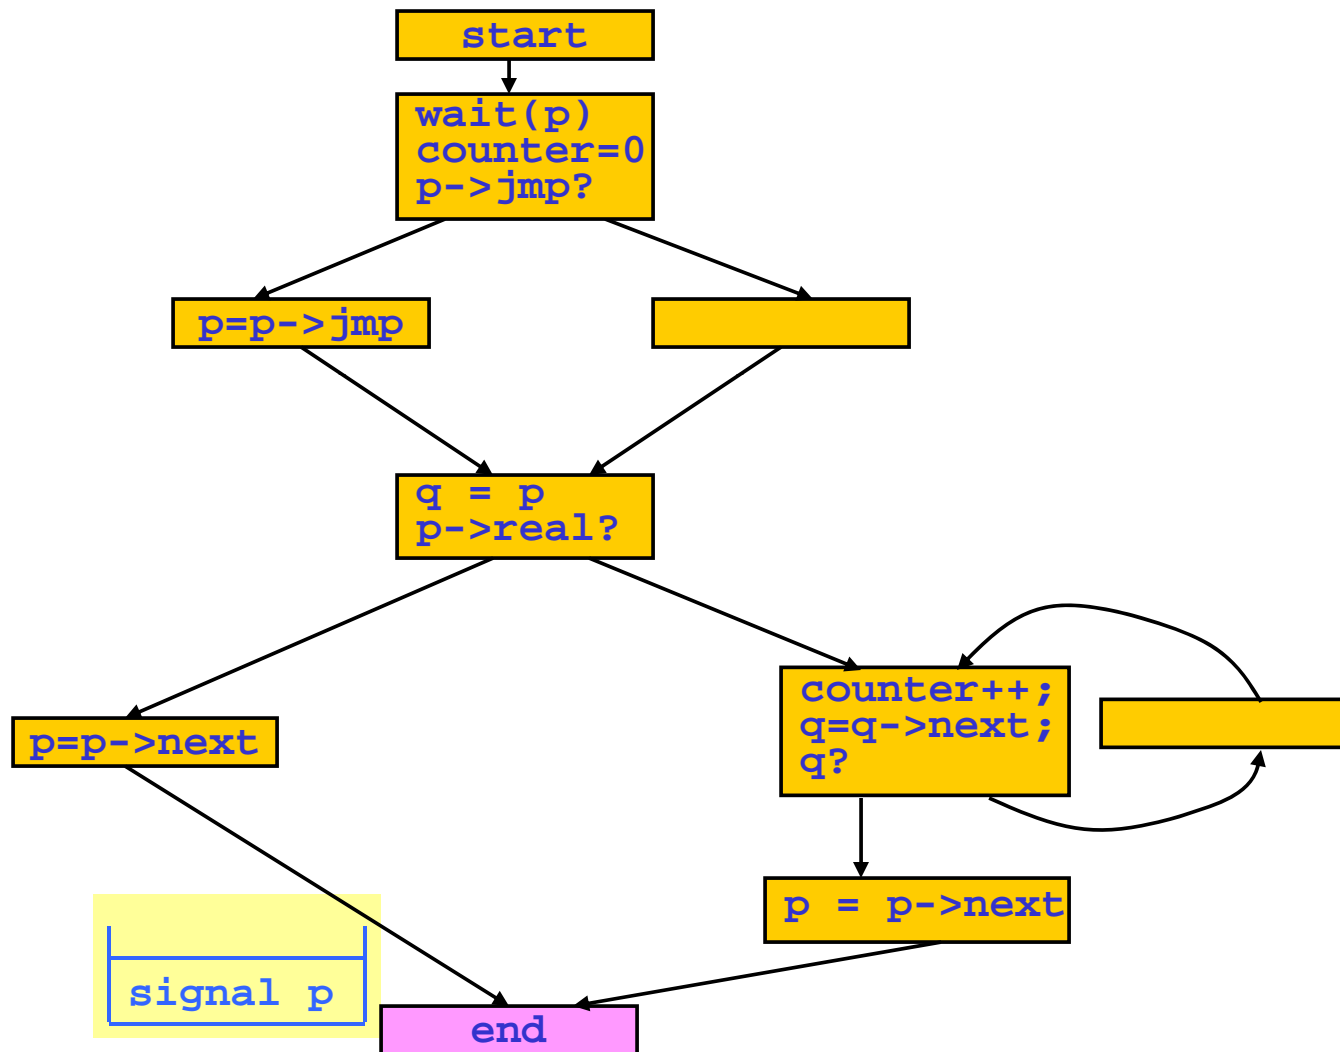 start
wait(p)
counter=0
p->jmp?
p=p->jmp
q = p
p->real?
counter++;
q=q->next;
q?
p=p->next
p = p->next
signal p
end